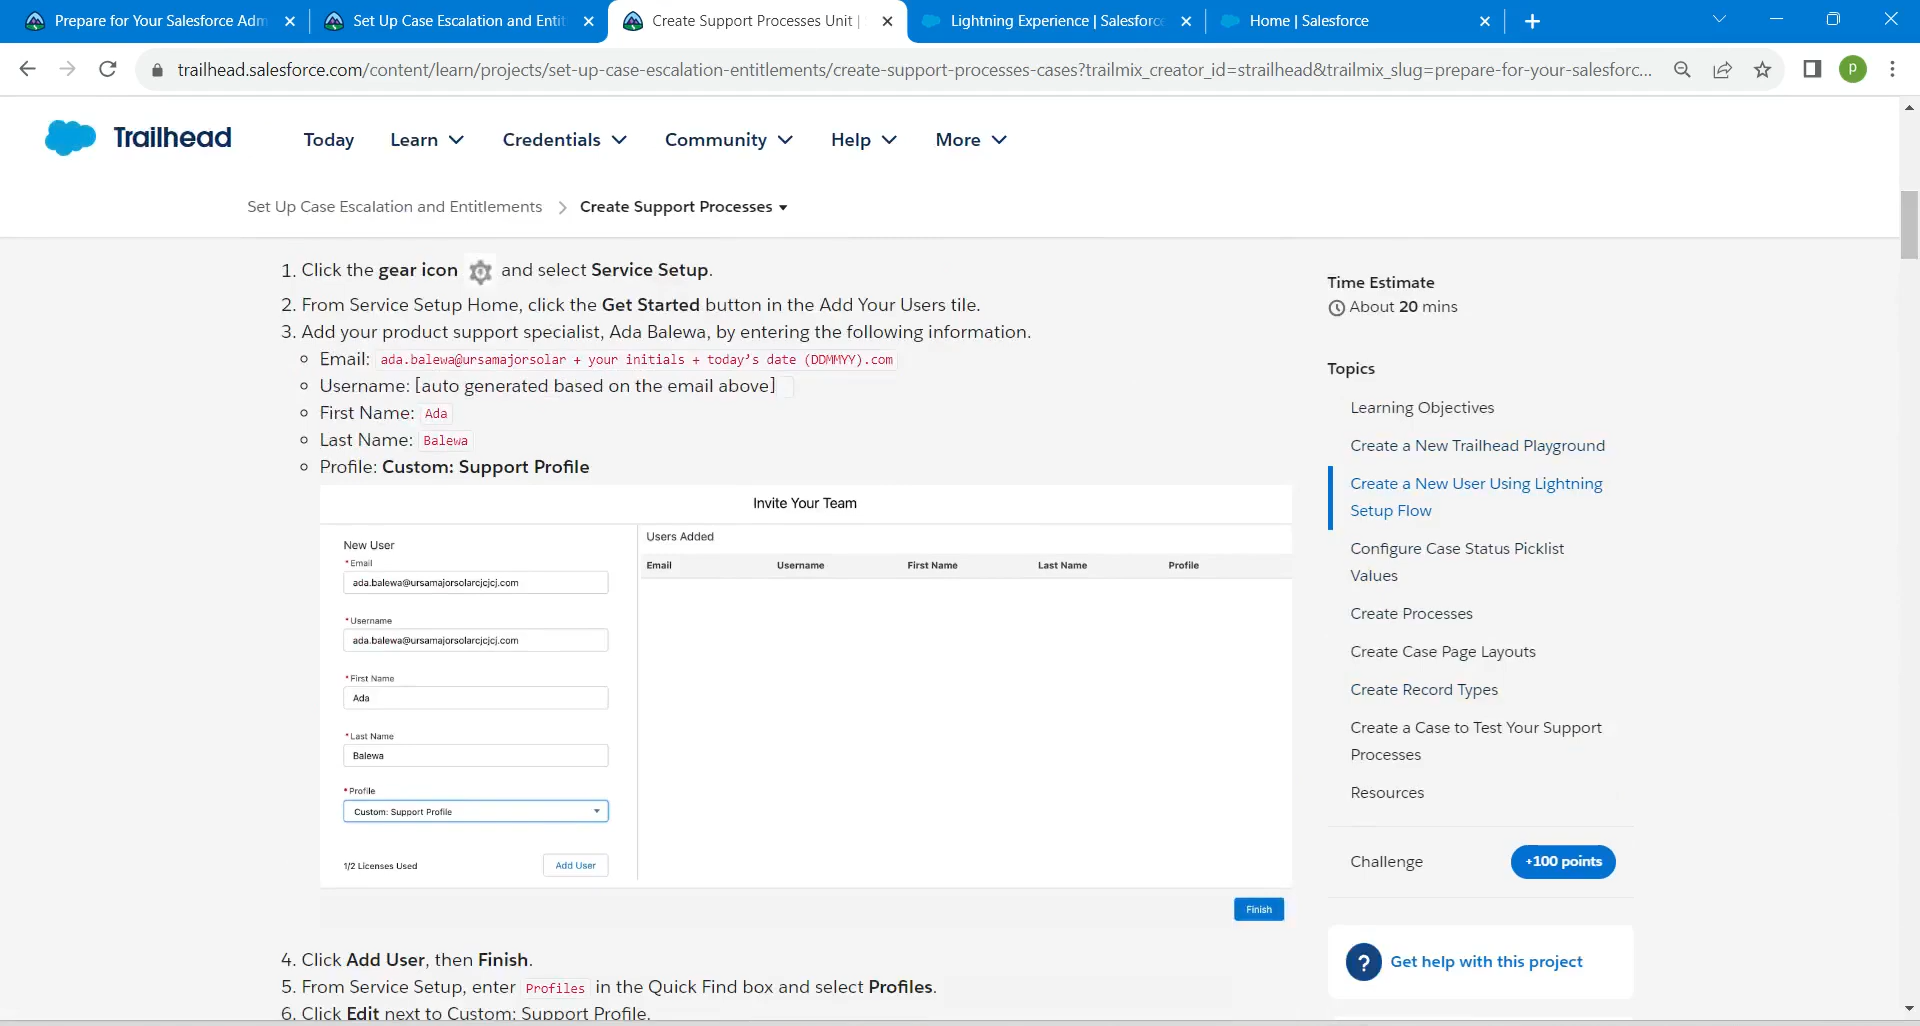 Prepare for Your Salesforce Adm
Set Up Case Escalation and Entit
Create Support Processes Unit |
Lightning Experience | Salesforc
Home | Salesforce
trailhead.salesforce.com/content/learn/projects/set-up-case-escalation-entitlements/create-support-processes-cases?trailmix_creator_id=strailhead&trailmix_slug=prepare-for-your-salesforc...
P
Trailhead
Today
Learn
Credentials
Community
Help
More
Set Up Case Escalation and Entitlements
Create Support Processes
1. Click the gear icon and select Service Setup.
2. From Service Setup Home, click the Get Started button in the Add Your Users tile.
3. Add your product support specialist, Ada Balewa, by entering the following information.
Email: ada.balewa@ursamajorsolar + your initials + today’s date (DDMMYY).com
Username: [auto generated based on the email above]
First Name: Ada
Last Name: Balewa
Profile: Custom: Support Profile
Invite Your Team
New User
* Email
ada.balewa@ursamajorsolarcjcjcj.com
* Username
ada.balewa@ursamajorsolarcjcjcj.com
* First Name
Ada
* Last Name
Balewa
* Profile
Custom: Support Profile
1/2 Licenses Used
Add User
Users Added
Email
Username
First Name
Last Name
Profile
Finish
4. Click Add User, then Finish.
5. From Service Setup, enter Profiles in the Quick Find box and select Profiles.
6. Click Edit next to Custom: Support Profile.
Time Estimate
About 20 mins
Topics
Learning Objectives
Create a New Trailhead Playground
Create a New User Using Lightning
Setup Flow
Configure Case Status Picklist
Values
Create Processes
Create Case Page Layouts
Create Record Types
Create a Case to Test Your Support
Processes
Resources
Challenge
+100 points
?
Get help with this project